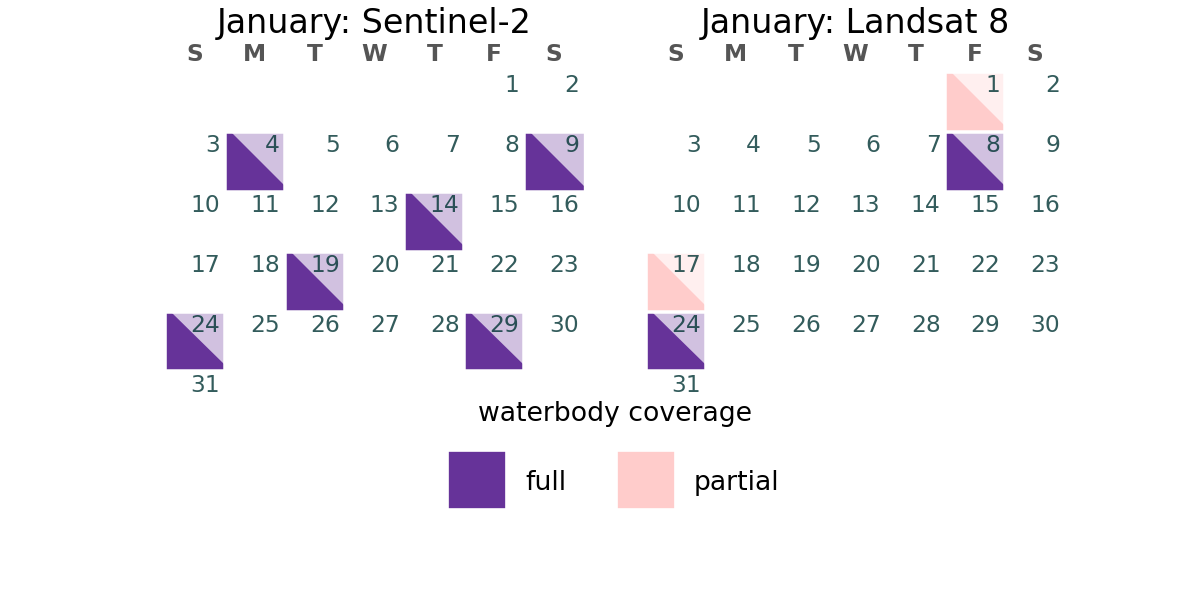 January: Sentinel-2
S M T W T F S
1 2
3 4 5 6 7 8 9
10 11 12 13 14 15 16
17 18 19 20 21 22 23
24 25 26 27 28 29 30
31
January: Landsat 8
S M T W T F S
1 2
3 4 5 6 7 8 9
10 11 12 13 14 15 16
17 18 19 20 21 22 23
24 25 26 27 28 29 30
31
waterbody coverage
full
partial